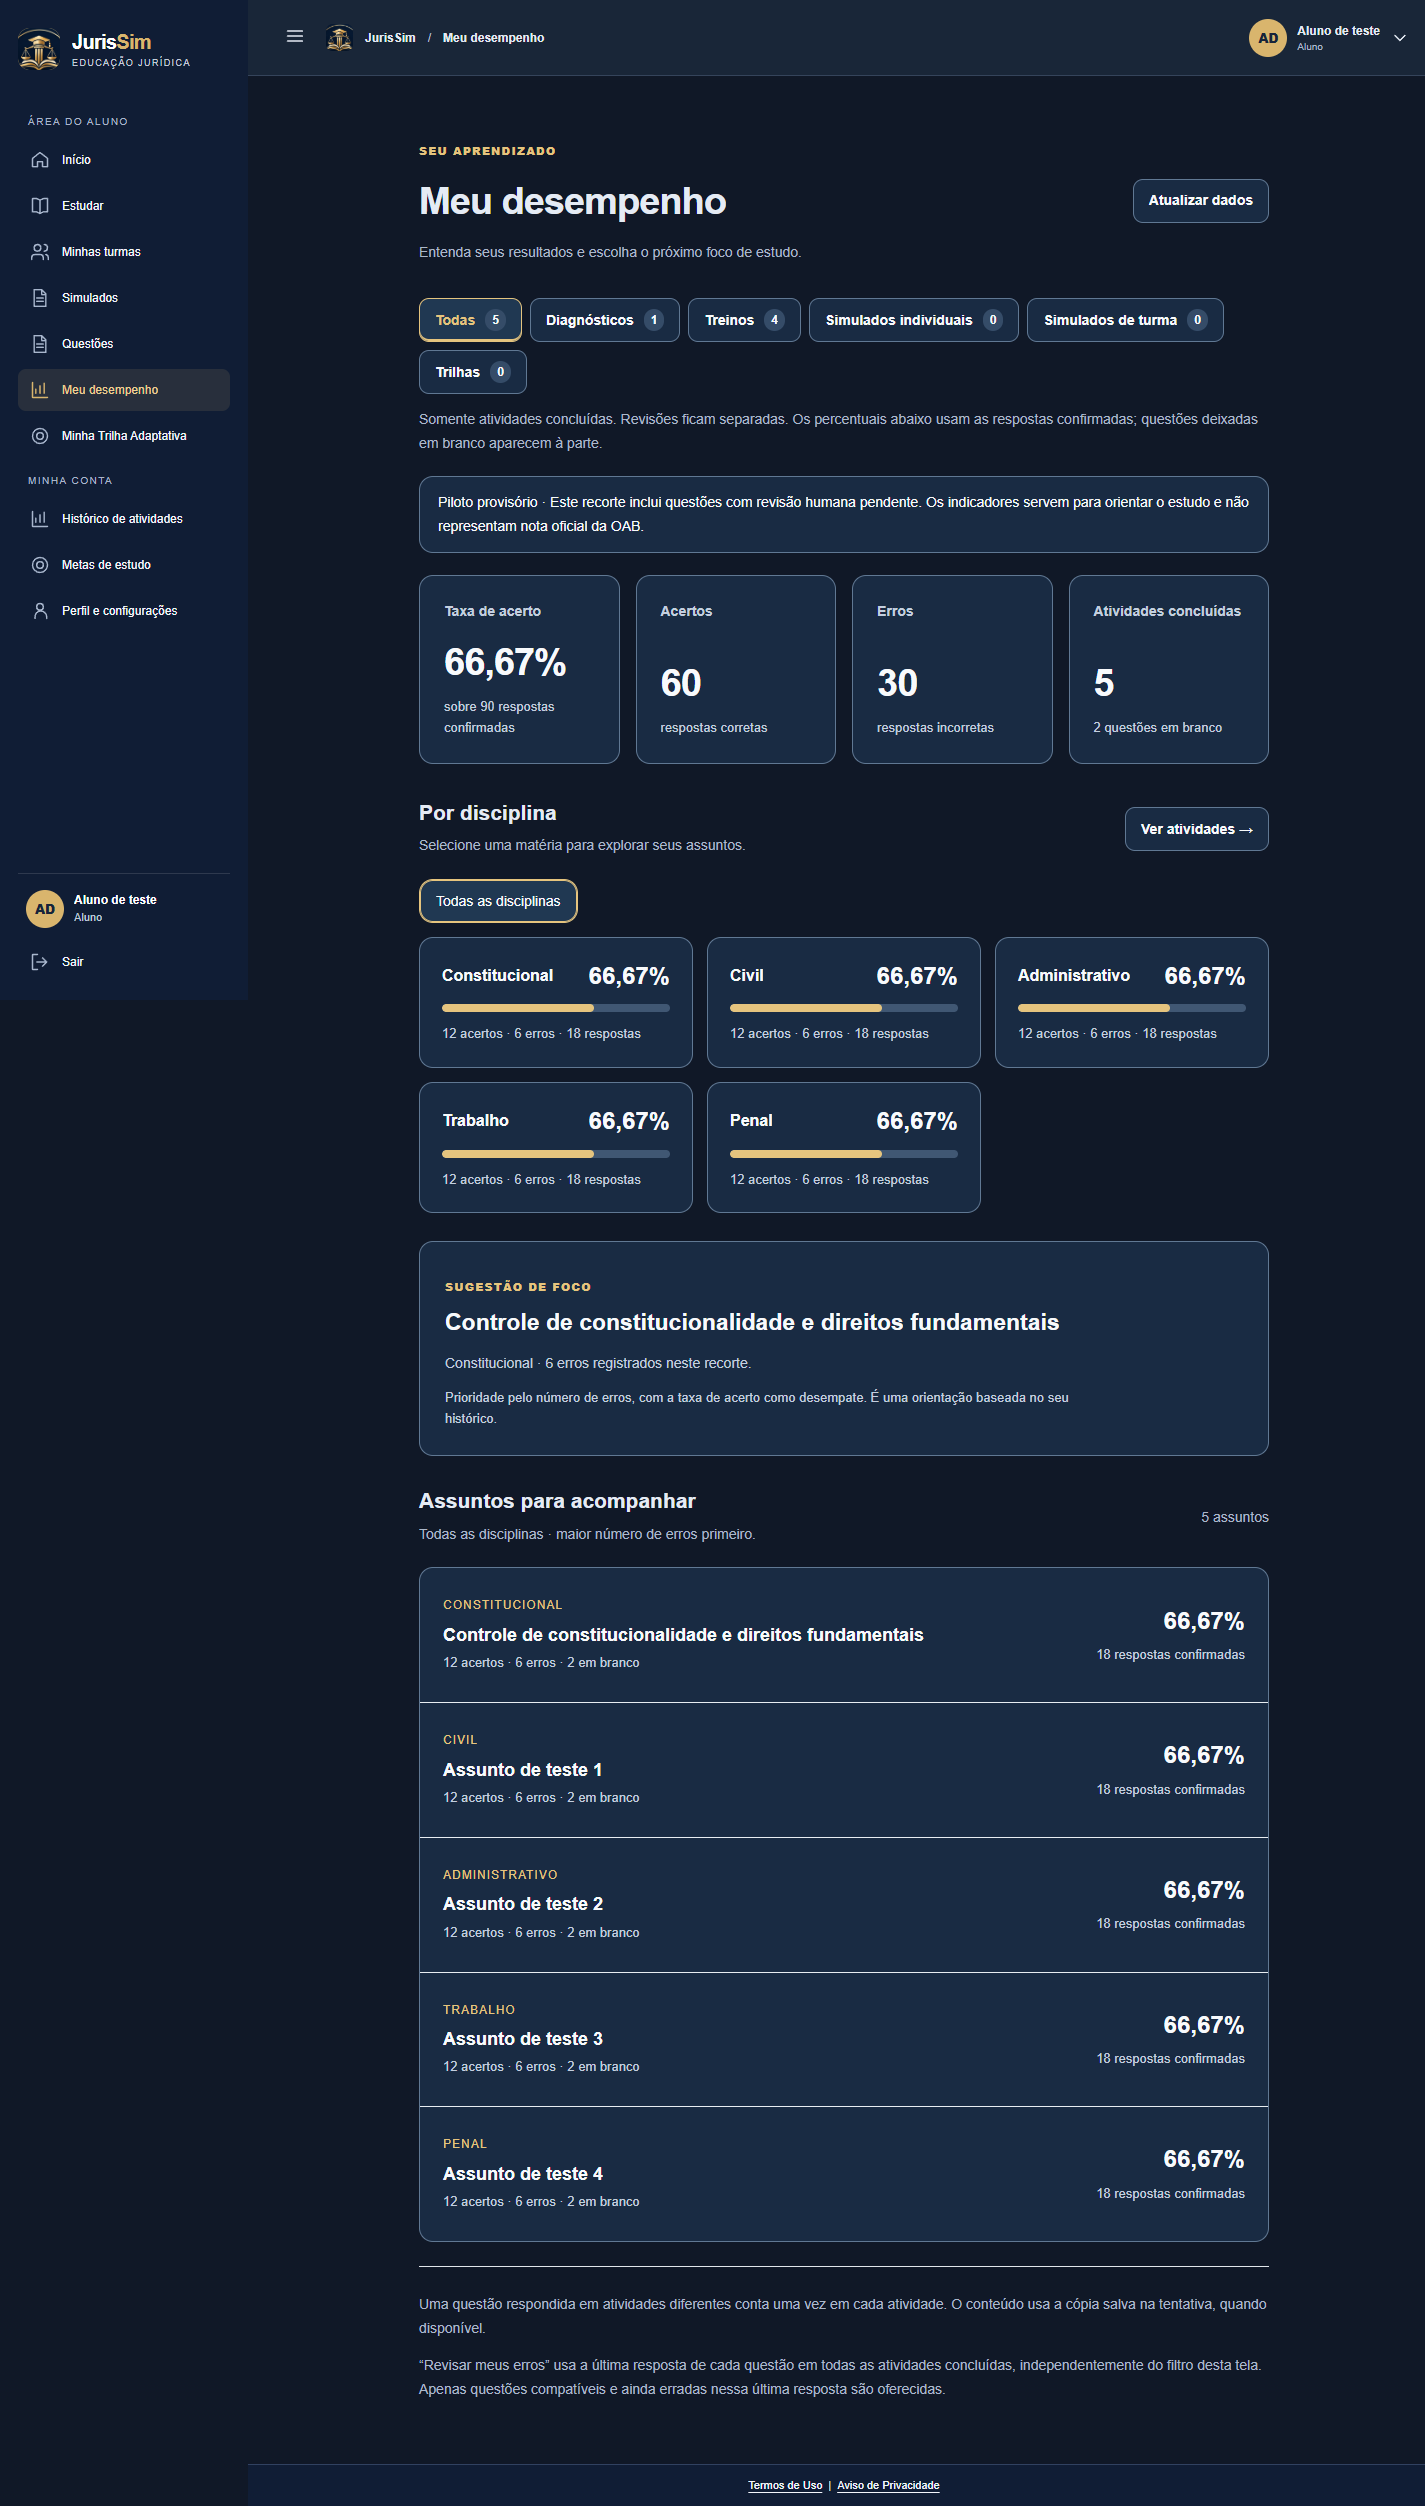 JurisSim
EDUCAÇÃO JURÍDICA
ÁREA DO ALUNO
Início
Estudar
Minhas turmas
Simulados
Questões
Meu desempenho
Minha Trilha Adaptativa
MINHA CONTA
Histórico de atividades
Metas de estudo
Perfil e configurações
AD
Aluno de teste
Aluno
Sair
JurisSim / Meu desempenho
AD
Aluno de teste
Aluno
SEU APRENDIZADO
Meu desempenho
Atualizar dados
Entenda seus resultados e escolha o próximo foco de estudo.
Todas 5 Diagnósticos 1 Treinos 4 Simulados individuais 0 Simulados de turma 0
Trilhas 0
Somente atividades concluídas. Revisões ficam separadas. Os percentuais abaixo usam as respostas confirmadas; questões deixadas
em branco aparecem à parte.
Piloto provisório · Este recorte inclui questões com revisão humana pendente. Os indicadores servem para orientar o estudo e não
representam nota oficial da OAB.
Taxa de acerto
66,67%
sobre 90 respostas
confirmadas
Acertos
60
respostas corretas
Erros
30
respostas incorretas
Atividades concluídas
5
2 questões em branco
Por disciplina
Selecione uma matéria para explorar seus assuntos.
Ver atividades →
Todas as disciplinas
Constitucional 66,67%
12 acertos · 6 erros · 18 respostas
Civil 66,67%
12 acertos · 6 erros · 18 respostas
Administrativo 66,67%
12 acertos · 6 erros · 18 respostas
Trabalho 66,67%
12 acertos · 6 erros · 18 respostas
Penal 66,67%
12 acertos · 6 erros · 18 respostas
SUGESTÃO DE FOCO
Controle de constitucionalidade e direitos fundamentais
Constitucional · 6 erros registrados neste recorte.
Prioridade pelo número de erros, com a taxa de acerto como desempate. É uma orientação baseada no seu
histórico.
Assuntos para acompanhar
Todas as disciplinas · maior número de erros primeiro.
5 assuntos
CONSTITUCIONAL
Controle de constitucionalidade e direitos fundamentais
12 acertos · 6 erros · 2 em branco
66,67%
18 respostas confirmadas
CIVIL
Assunto de teste 1
12 acertos · 6 erros · 2 em branco
66,67%
18 respostas confirmadas
ADMINISTRATIVO
Assunto de teste 2
12 acertos · 6 erros · 2 em branco
66,67%
18 respostas confirmadas
TRABALHO
Assunto de teste 3
12 acertos · 6 erros · 2 em branco
66,67%
18 respostas confirmadas
PENAL
Assunto de teste 4
12 acertos · 6 erros · 2 em branco
66,67%
18 respostas confirmadas
Uma questão respondida em atividades diferentes conta uma vez em cada atividade. O conteúdo usa a cópia salva na tentativa, quando
disponível.
“Revisar meus erros” usa a última resposta de cada questão em todas as atividades concluídas, independentemente do filtro desta tela.
Apenas questões compatíveis e ainda erradas nessa última resposta são oferecidas.
Termos de Uso | Aviso de Privacidade